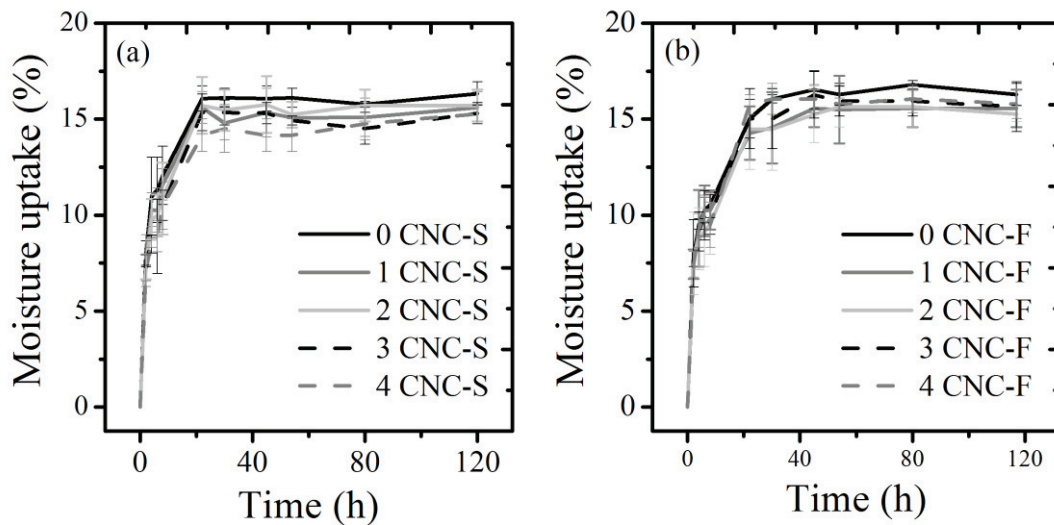 (a)
Moisture uptake (%)
20
15
10
5
0
0 CNC-S
1 CNC-S
2 CNC-S
3 CNC-S
4 CNC-S
0 40 80 120
Time (h)
(b)
Moisture uptake (%)
20
15
10
5
0
0 CNC-F
1 CNC-F
2 CNC-F
3 CNC-F
4 CNC-F
0 40 80 120
Time (h)